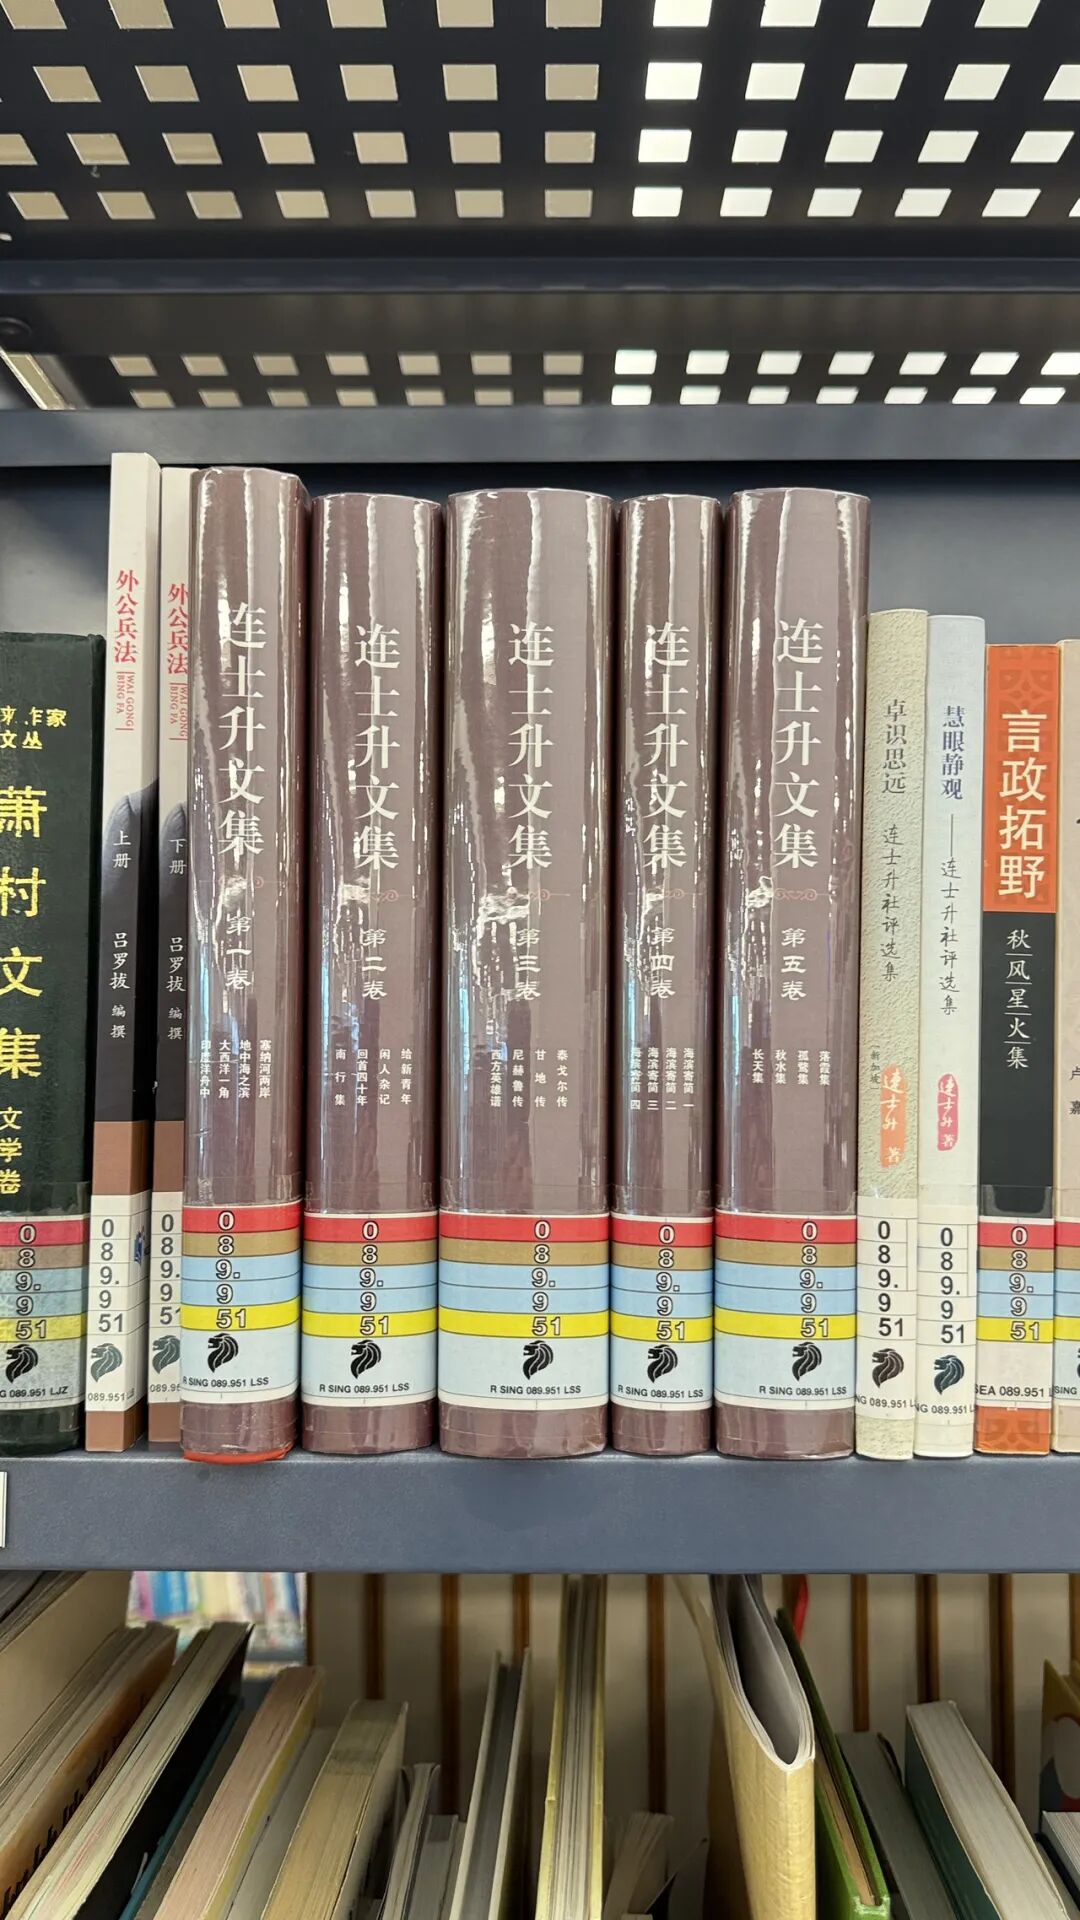 作家
文丛
萧村文集
文学卷
0
8
9.
9
51
G 089.951 LJZ
外公兵法
WAI GONG
BING FA
上册
吕罗拔 编撰
0
8
9.
9
51
089.951
外公兵法
WAI GONG
BING FA
下册
吕罗拔 编撰
0
8
9.
9
51
连士升文集
第一卷
塞纳河两岸
地中海之滨
大西洋一角
印度洋舟中
0
8
9.
9
51
R SING 089.951 LSS
连士升文集
第二卷
给新青年
闲人杂记
回首四十年
南行集
0
8
9.
9
51
R SING 089.951 LSS
连士升文集
第三卷
泰戈尔传
甘地传
尼赫鲁传
西方英雄谱
0
8
9.
9
51
R SING 089.951 LSS
连士升文集
第四卷
海滨寄简 一
海滨寄简 二
海滨寄简 三
海滨寄简 四
0
8
9.
9
51
R SING 089.951 LSS
连士升文集
第五卷
落霞集
孤鹜集
秋水集
长天集
0
8
9.
9
51
R SING 089.951 LSS
卓识思远
连士升社评选集
[新加坡]
连士升 著
0
8
9.
9
51
NG 089.951
慧眼静观——连士升社评选集
连士升 著
0
8
9.
9
51
NG 089.951
言政拓野
秋风星火集
0
8
9.
9
51
SEA 089.951